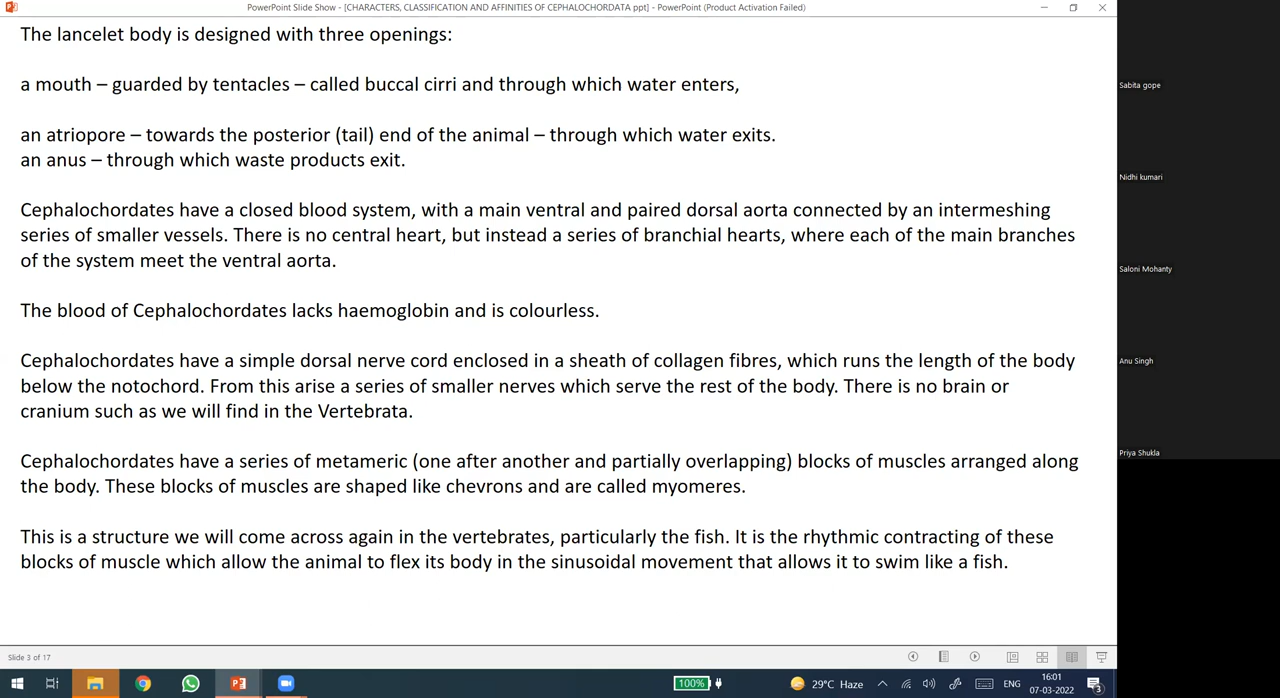 PowerPoint Slide Show - [CHARACTERS, CLASSIFICATION AND AFFINITIES OF CEPHALOCHORDATA ppt] - PowerPoint (Product Activation Failed)
The lancelet body is designed with three openings:
a mouth – guarded by tentacles – called buccal cirri and through which water enters,
an atriopore – towards the posterior (tail) end of the animal – through which water exits.
an anus – through which waste products exit.
Cephalochordates have a closed blood system, with a main ventral and paired dorsal aorta connected by an intermeshing
series of smaller vessels. There is no central heart, but instead a series of branchial hearts, where each of the main branches
of the system meet the ventral aorta.
The blood of Cephalochordates lacks haemoglobin and is colourless.
Cephalochordates have a simple dorsal nerve cord enclosed in a sheath of collagen fibres, which runs the length of the body
below the notochord. From this arise a series of smaller nerves which serve the rest of the body. There is no brain or
cranium such as we will find in the Vertebrata.
Cephalochordates have a series of metameric (one after another and partially overlapping) blocks of muscles arranged along
the body. These blocks of muscles are shaped like chevrons and are called myomeres.
This is a structure we will come across again in the vertebrates, particularly the fish. It is the rhythmic contracting of these
blocks of muscle which allow the animal to flex its body in the sinusoidal movement that allows it to swim like a fish.
Sabita gope
Nidhi kumari
Saloni Mohanty
Anu Singh
Priya Shukla
Slide 3 of 17
100%
29°C Haze
ENG
16:01
07-03-2022
3